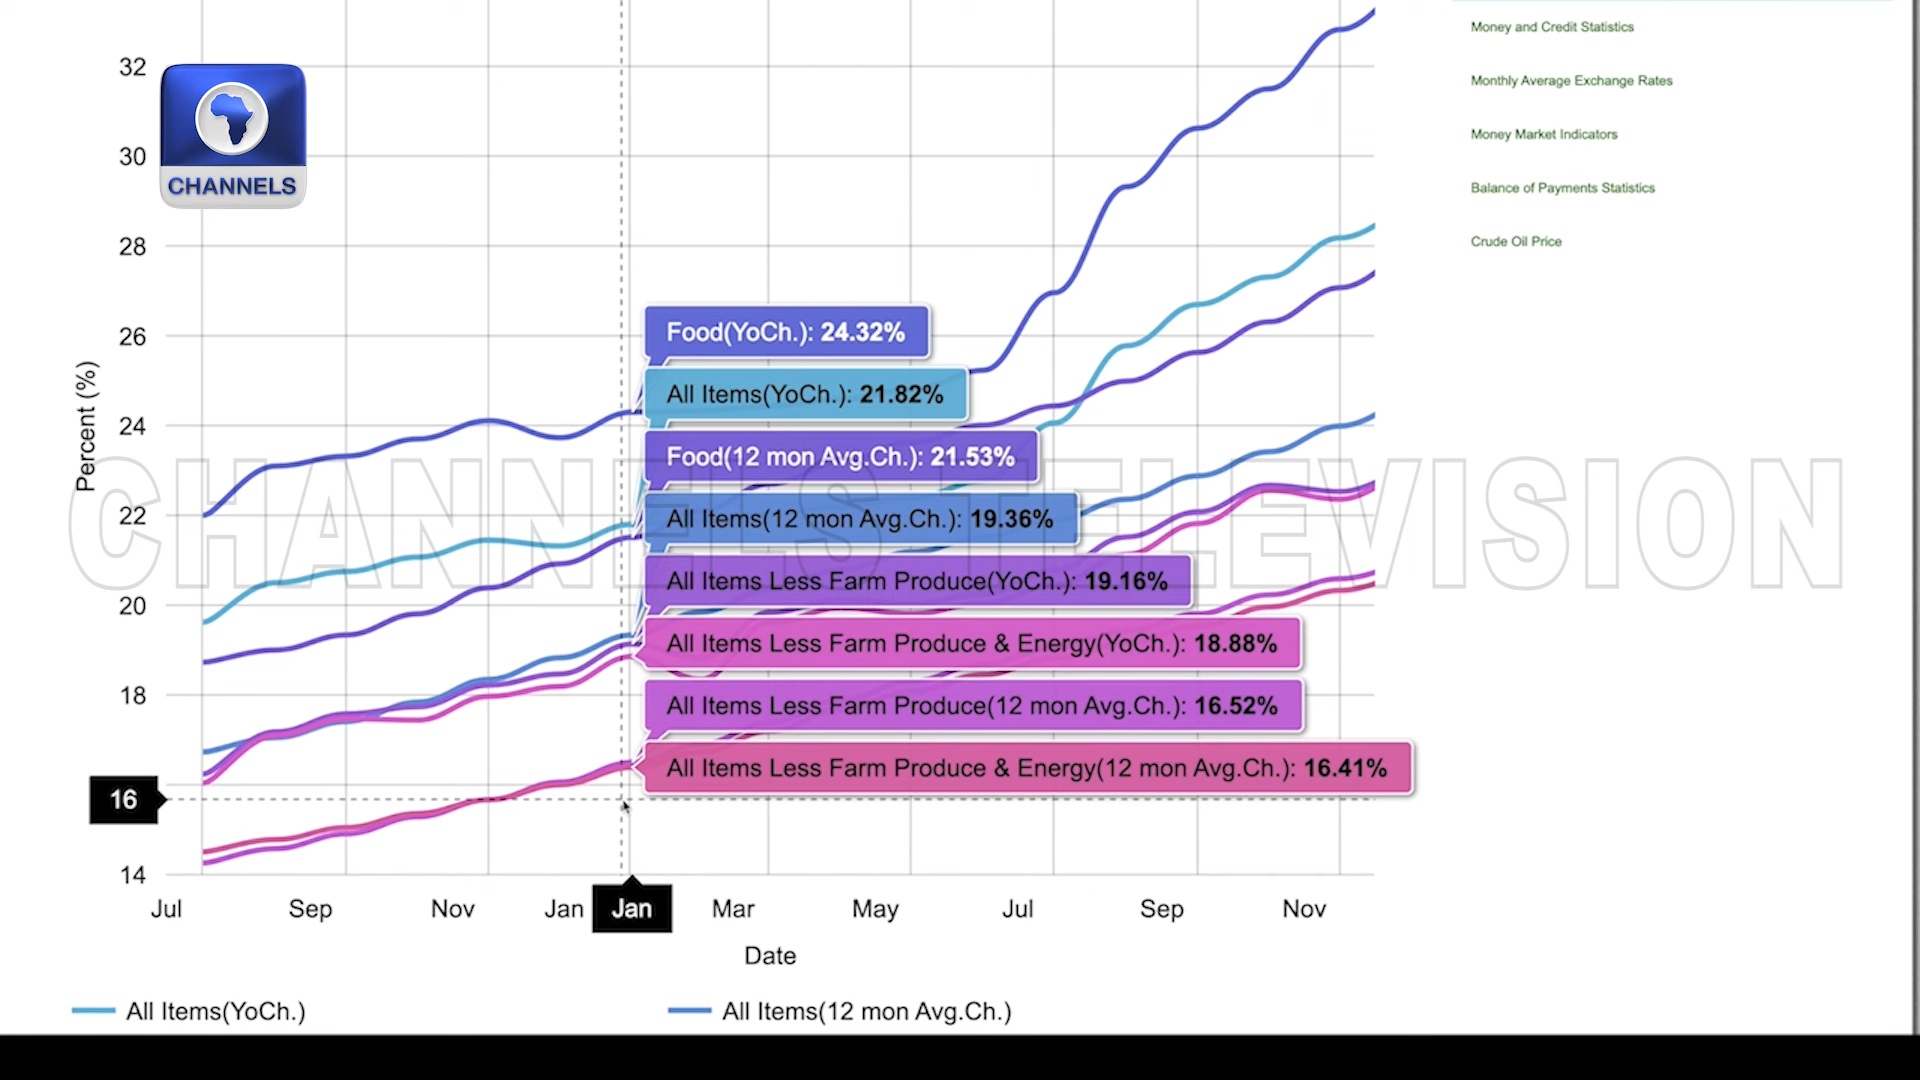 Money and Credit Statistics
Monthly Average Exchange Rates
Money Market Indicators
Balance of Payments Statistics
Crude Oil Price
CHANNELS
32
30
28
26
24
22
20
18
16
14
Percent (%)
Food(YoCh.): 24.32%
All Items(YoCh.): 21.82%
Food(12 mon Avg.Ch.): 21.53%
All Items(12 mon Avg.Ch.): 19.36%
All Items Less Farm Produce(YoCh.): 19.16%
All Items Less Farm Produce & Energy(YoCh.): 18.88%
All Items Less Farm Produce(12 mon Avg.Ch.): 16.52%
All Items Less Farm Produce & Energy(12 mon Avg.Ch.): 16.41%
CHANNELS TELEVISION
Jul Sep Nov Jan Jan Mar May Jul Sep Nov
Date
All Items(YoCh.) All Items(12 mon Avg.Ch.)